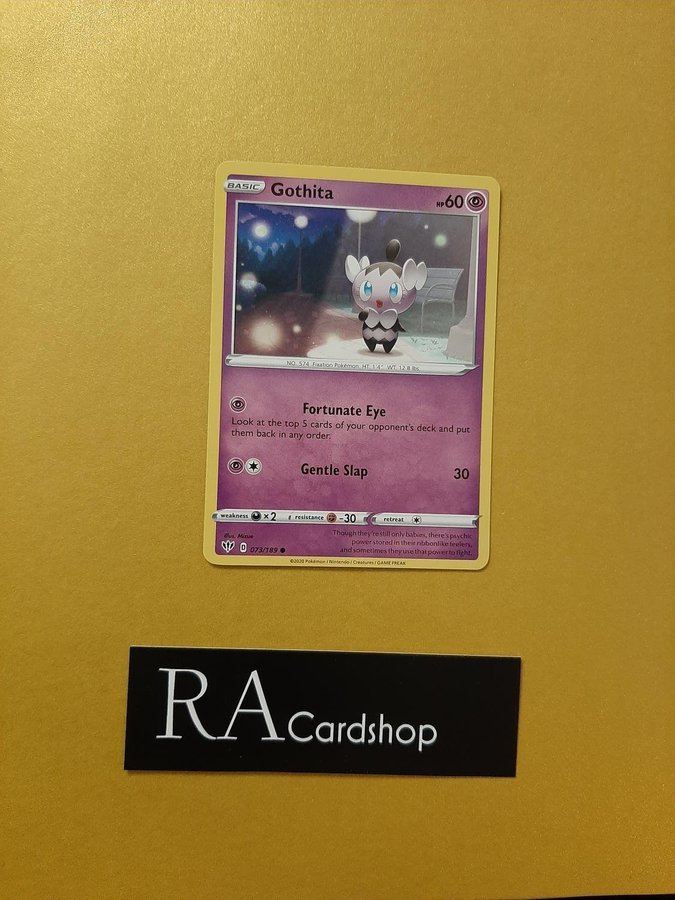 BASIC Gothita HP60
NO. 574 Fixation Pokémon HT: 1'4" WT: 12.8 lbs.
Fortunate Eye
Look at the top 5 cards of your opponent's deck and put
them back in any order.
Gentle Slap 30
weakness ×2 resistance -30 retreat
Illus. Mizue
Though they're still only babies, there's psychic
power stored in their ribbonlike feelers,
and sometimes they use that power to fight.
D 073/189
©2020 Pokémon / Nintendo / Creatures / GAME FREAK
RA Cardshop